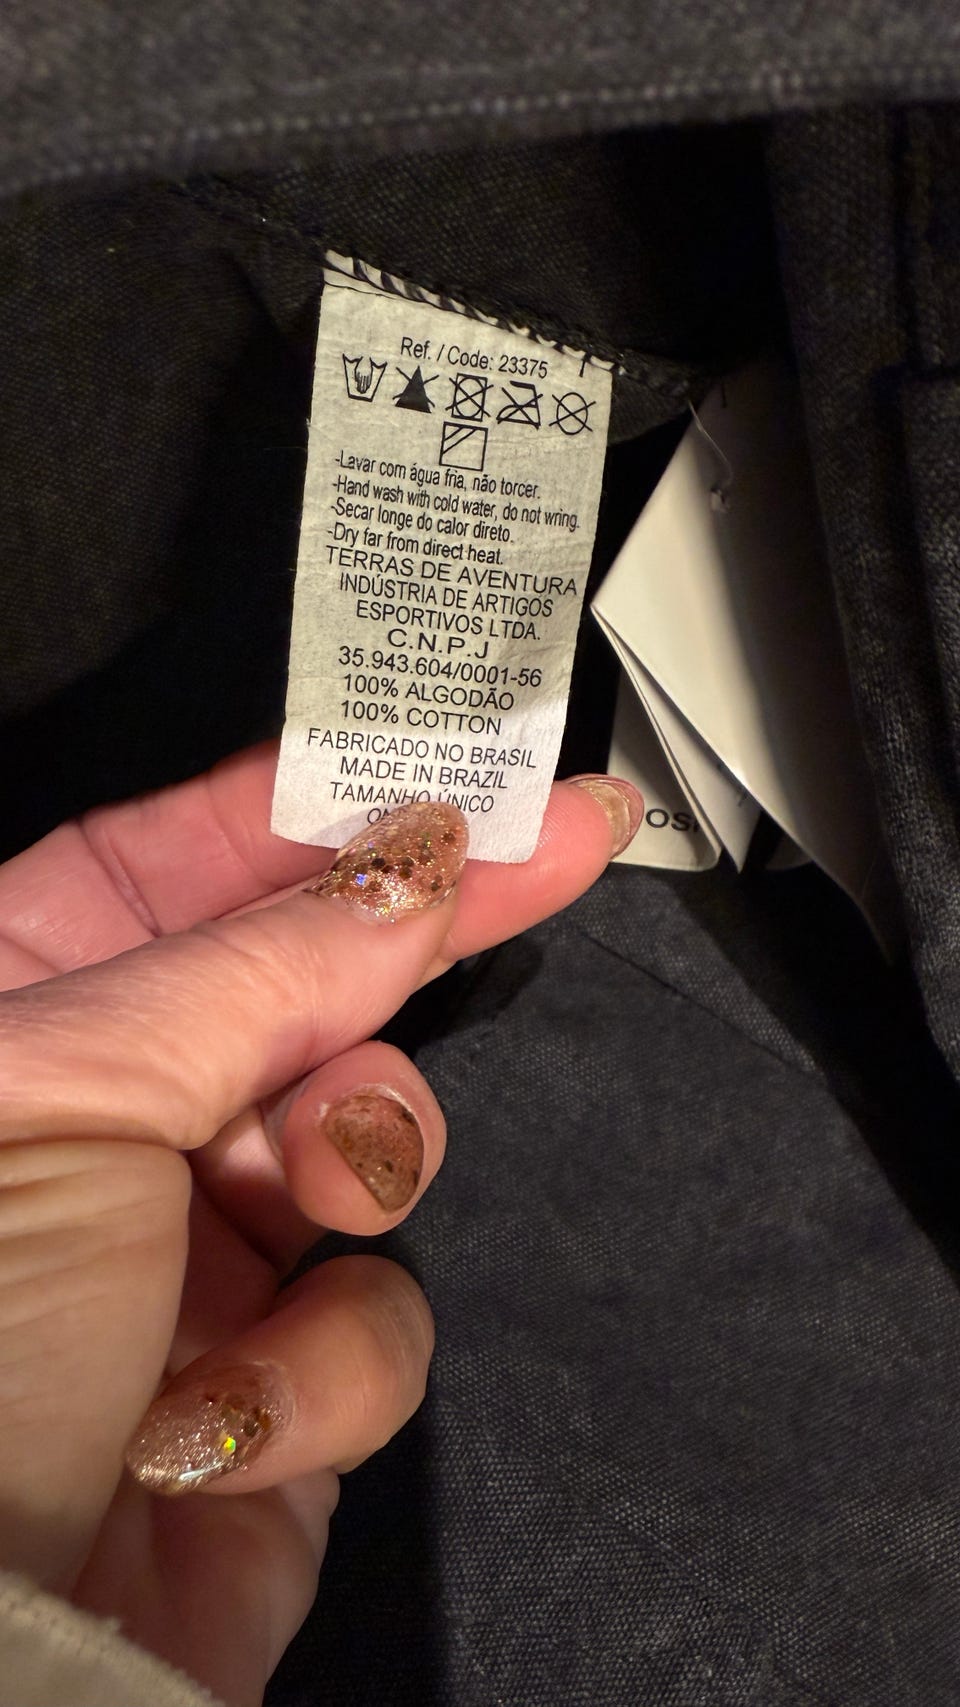 Ref. / Code: 23375
-Lavar com água fria, não torcer.
-Hand wash with cold water, do not wring.
-Secar longe do calor direto.
-Dry far from direct heat.
TERRAS DE AVENTURA
INDÚSTRIA DE ARTIGOS
ESPORTIVOS LTDA.
C.N.P.J
35.943.604/0001-56
100% ALGODÃO
100% COTTON
FABRICADO NO BRASIL
MADE IN BRAZIL
TAMANHO ÚNICO